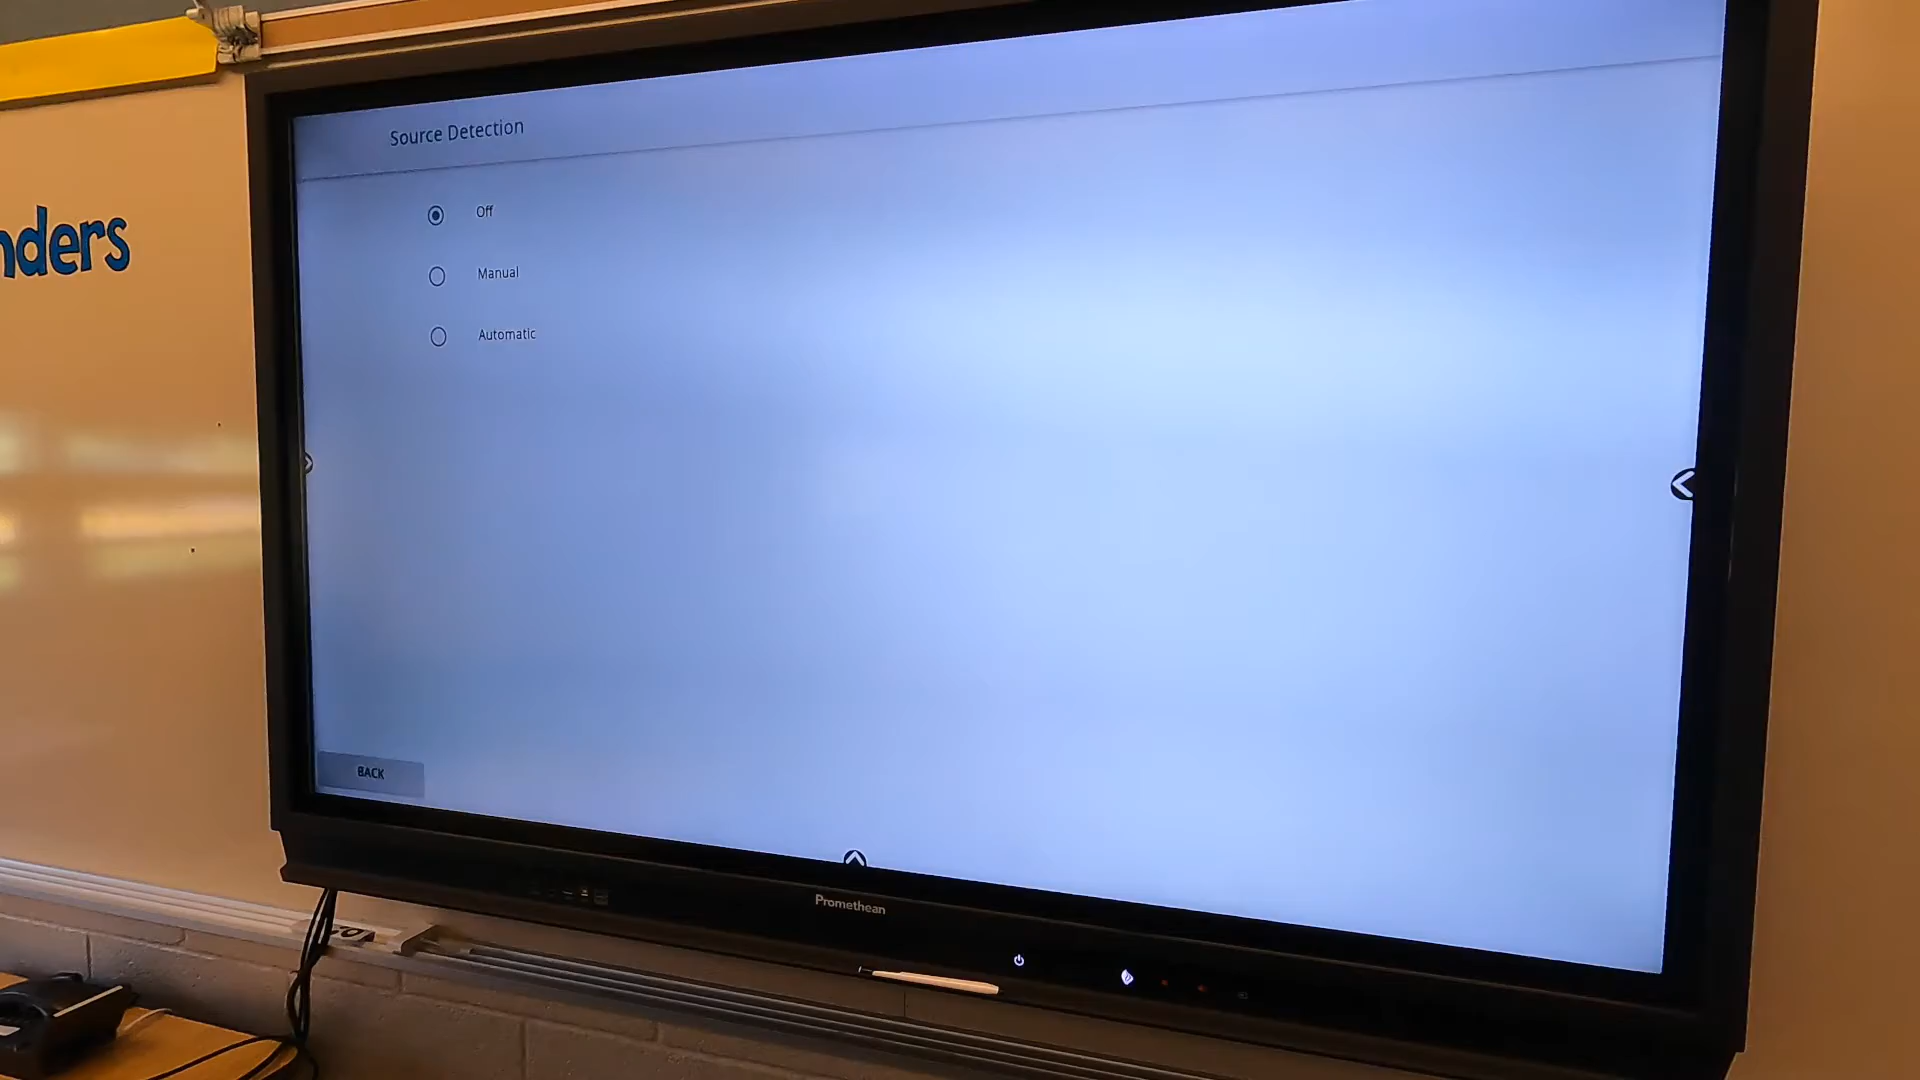 Source Detection
Off
Manual
Automatic
nders
BACK
Promethean